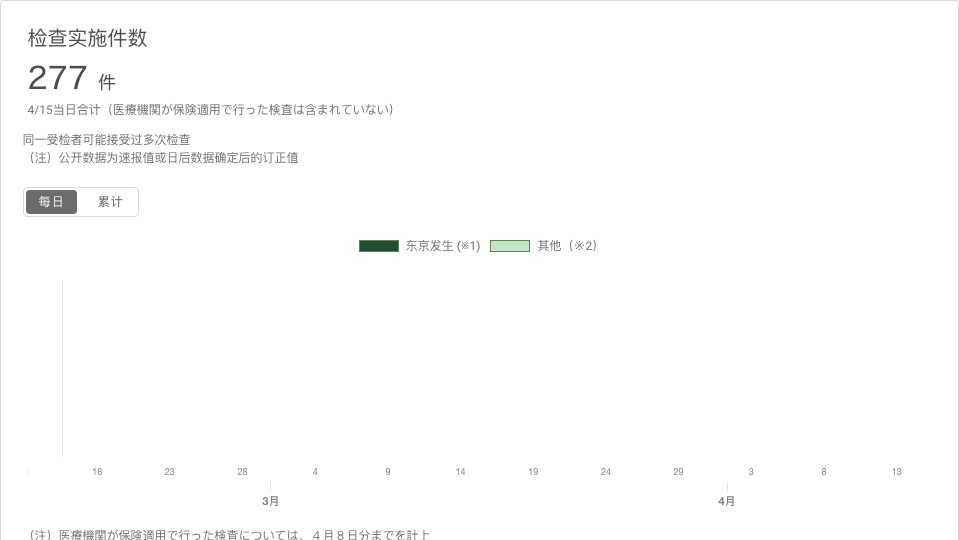 检查实施件数
277 件
4/15当日合计（医療機関が保険適用で行った検査は含まれていない）
同一受检者可能接受过多次检查
（注）公开数据为速报值或日后数据确定后的订正值
每日 累计
东京发生 (※1) 其他（※2）
18 23 28 4 9 14 19 24 29 3 8 13
3月 4月
（注）医療機関が保険適用で行った検査については、４月８日分までを計上